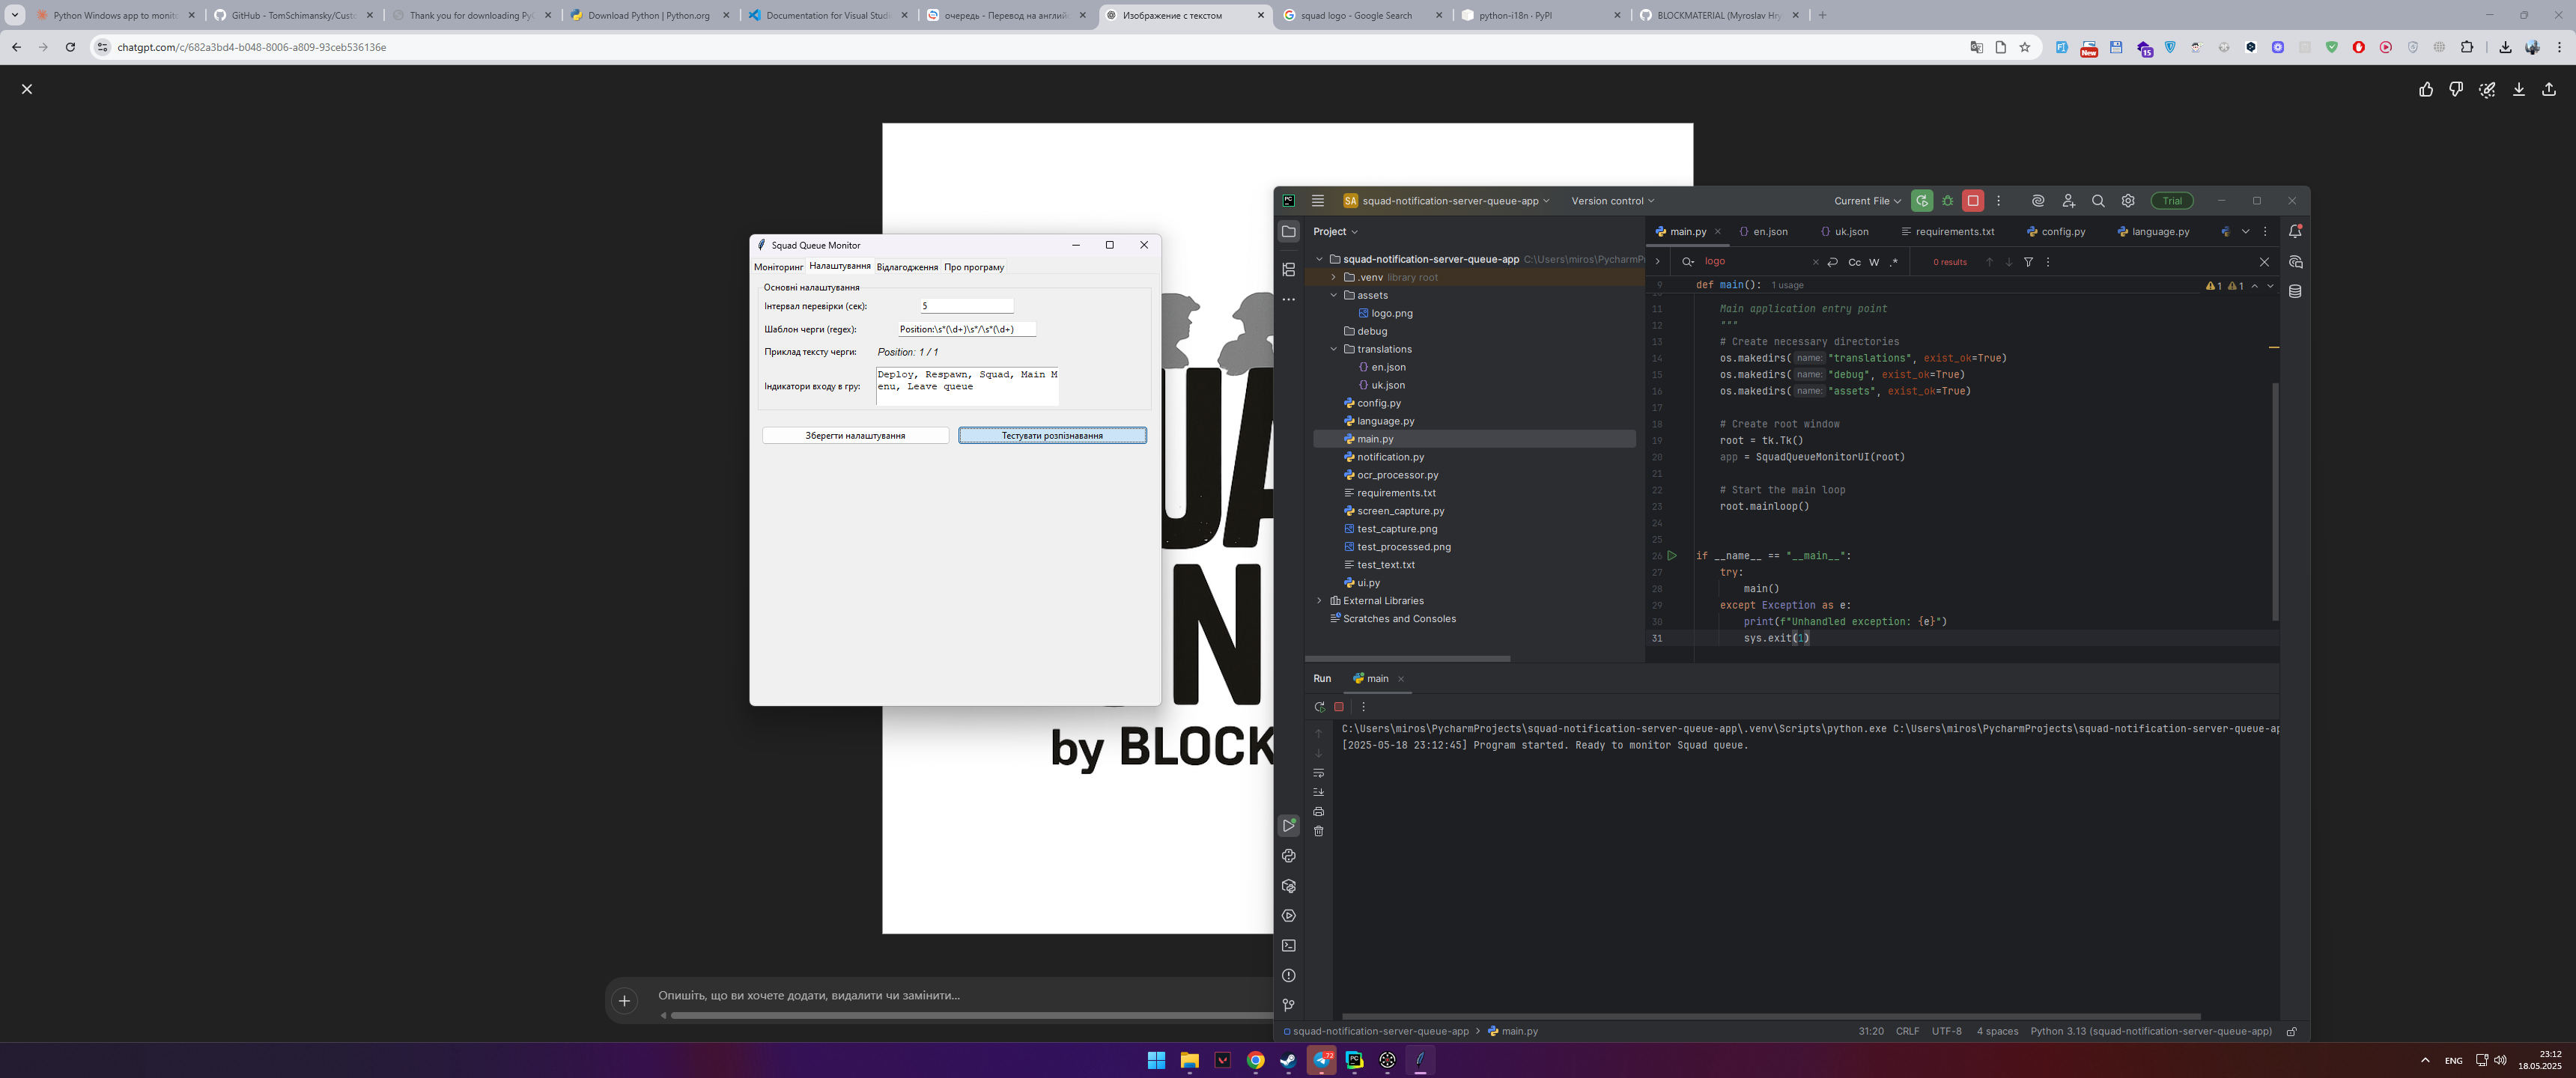 Python Windows app to monito
GitHub - TomSchimansky/Custo
Thank you for downloading PyC
Download Python | Python.org
Documentation for Visual Studi
очередь - Перевод на английс
Изображение с текстом
squad logo - Google Search
python-i18n · PyPI
BLOCKMATERIAL (Myroslav Hry
chatgpt.com/c/682a3bd4-b048-8006-a809-93ceb536136e
New
15
by BLOCK
Опишіть, що ви хочете додати, видалити чи замінити...
Squad Queue Monitor
Моніторинг
Налаштування
Відлагодження
Про програму
Основні налаштування
Інтервал перевірки (сек):
5
Шаблон черги (regex):
Position:\s*(\d+)\s*/\s*(\d+)
Приклад тексту черги:
Position: 1 / 1
Індикатори входу в гру:
Deploy, Respawn, Squad, Main M
enu, Leave queue
Зберегти налаштування
Тестувати розпізнавання
SA squad-notification-server-queue-app
Version control
Current File
Trial
Project
squad-notification-server-queue-app C:\Users\miros\PycharmPr
.venv library root
assets
logo.png
debug
translations
en.json
uk.json
config.py
language.py
main.py
notification.py
ocr_processor.py
requirements.txt
screen_capture.py
test_capture.png
test_processed.png
test_text.txt
ui.py
External Libraries
Scratches and Consoles
main.py
en.json
uk.json
requirements.txt
config.py
language.py
logo
Cc W .*
0 results
9 def main(): 1 usage
1 1
11 Main application entry point
12 """
13 # Create necessary directories
14 os.makedirs( name: "translations", exist_ok=True)
15 os.makedirs( name: "debug", exist_ok=True)
16 os.makedirs( name: "assets", exist_ok=True)
17
18 # Create root window
19 root = tk.Tk()
20 app = SquadQueueMonitorUI(root)
21
22 # Start the main loop
23 root.mainloop()
24
25
26 if __name__ == "__main__":
27 try:
28 main()
29 except Exception as e:
30 print(f"Unhandled exception: {e}")
31 sys.exit(1)
Run
main
C:\Users\miros\PycharmProjects\squad-notification-server-queue-app\.venv\Scripts\python.exe C:\Users\miros\PycharmProjects\squad-notification-server-queue-ap
[2025-05-18 23:12:45] Program started. Ready to monitor Squad queue.
squad-notification-server-queue-app > main.py
31:20 CRLF UTF-8 4 spaces Python 3.13 (squad-notification-server-queue-app)
72
ENG
23:12
18.05.2025